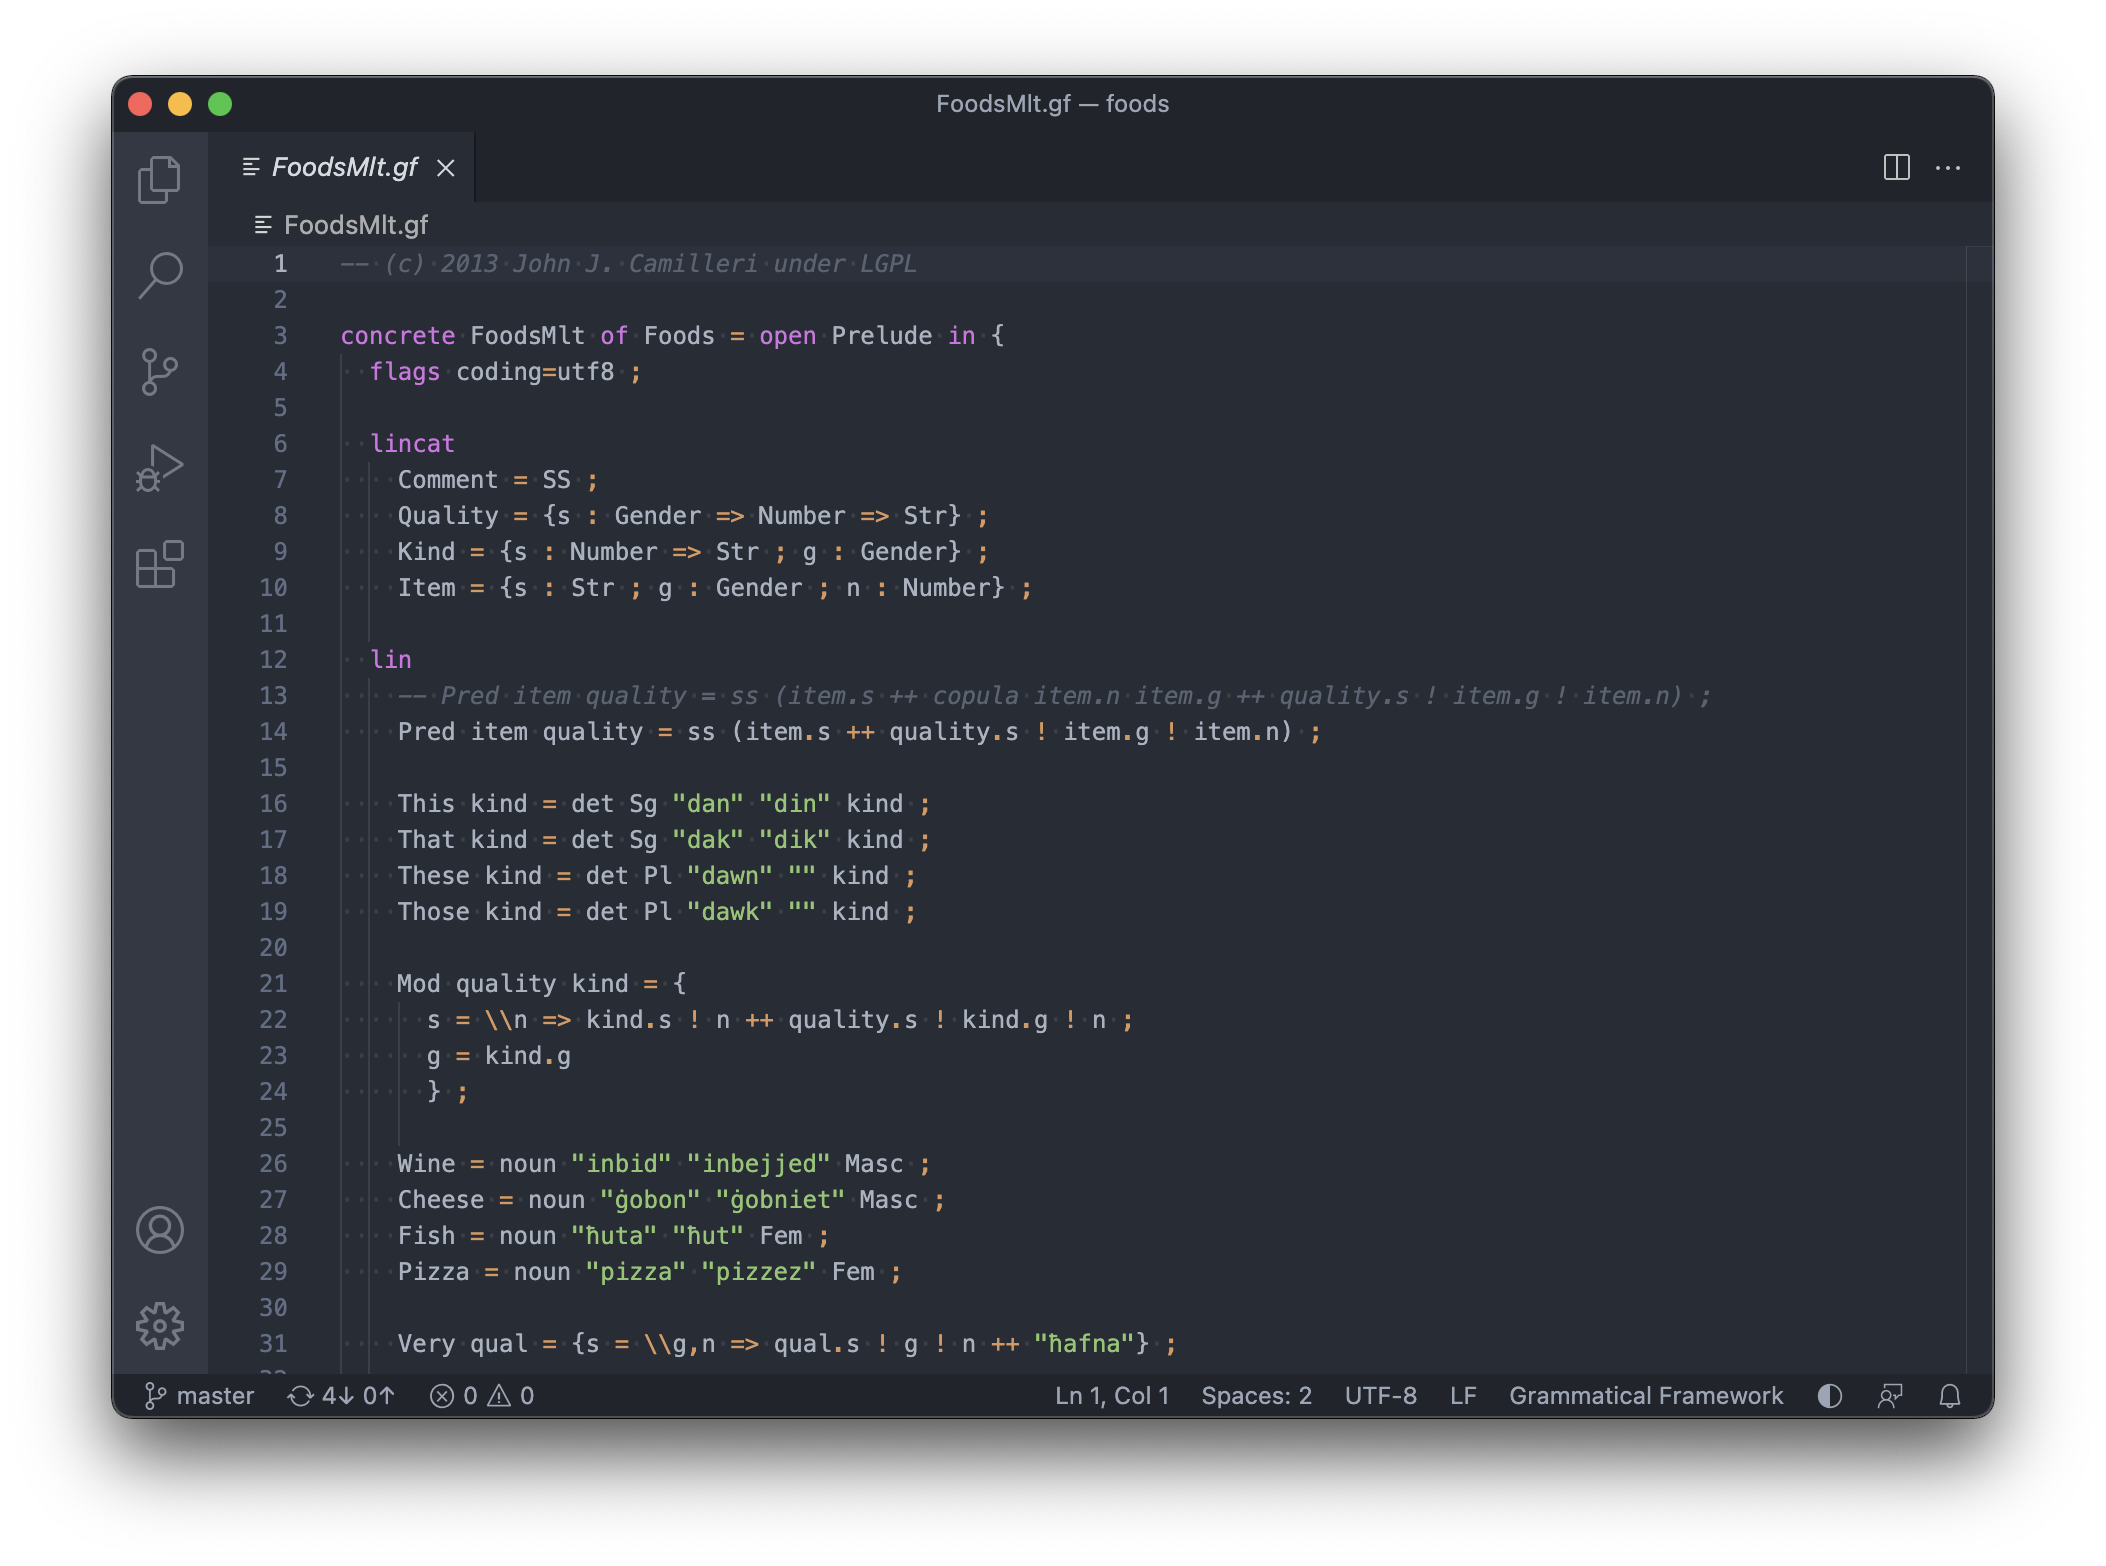 FoodsMlt.gf — foods
FoodsMlt.gf
FoodsMlt.gf
1 -- (c) 2013 John J. Camilleri under LGPL
2
3 concrete FoodsMlt of Foods = open Prelude in {
4   flags coding=utf8 ;
5
6   lincat
7     Comment = SS ;
8     Quality = {s : Gender => Number => Str} ;
9     Kind = {s : Number => Str ; g : Gender} ;
10     Item = {s : Str ; g : Gender ; n : Number} ;
11
12   lin
13     -- Pred item quality = ss (item.s ++ copula item.n item.g ++ quality.s ! item.g ! item.n) ;
14     Pred item quality = ss (item.s ++ quality.s ! item.g ! item.n) ;
15
16     This kind = det Sg "dan" "din" kind ;
17     That kind = det Sg "dak" "dik" kind ;
18     These kind = det Pl "dawn" "" kind ;
19     Those kind = det Pl "dawk" "" kind ;
20
21     Mod quality kind = {
22       s = \\n => kind.s ! n ++ quality.s ! kind.g ! n ;
23       g = kind.g
24       } ;
25
26     Wine = noun "inbid" "inbejjed" Masc ;
27     Cheese = noun "ġobon" "ġobniet" Masc ;
28     Fish = noun "ħuta" "ħut" Fem ;
29     Pizza = noun "pizza" "pizzez" Fem ;
30
31     Very qual = {s = \\g,n => qual.s ! g ! n ++ "ħafna"} ;
master 4↓ 0↑ 0 0 Ln 1, Col 1 Spaces: 2 UTF-8 LF Grammatical Framework